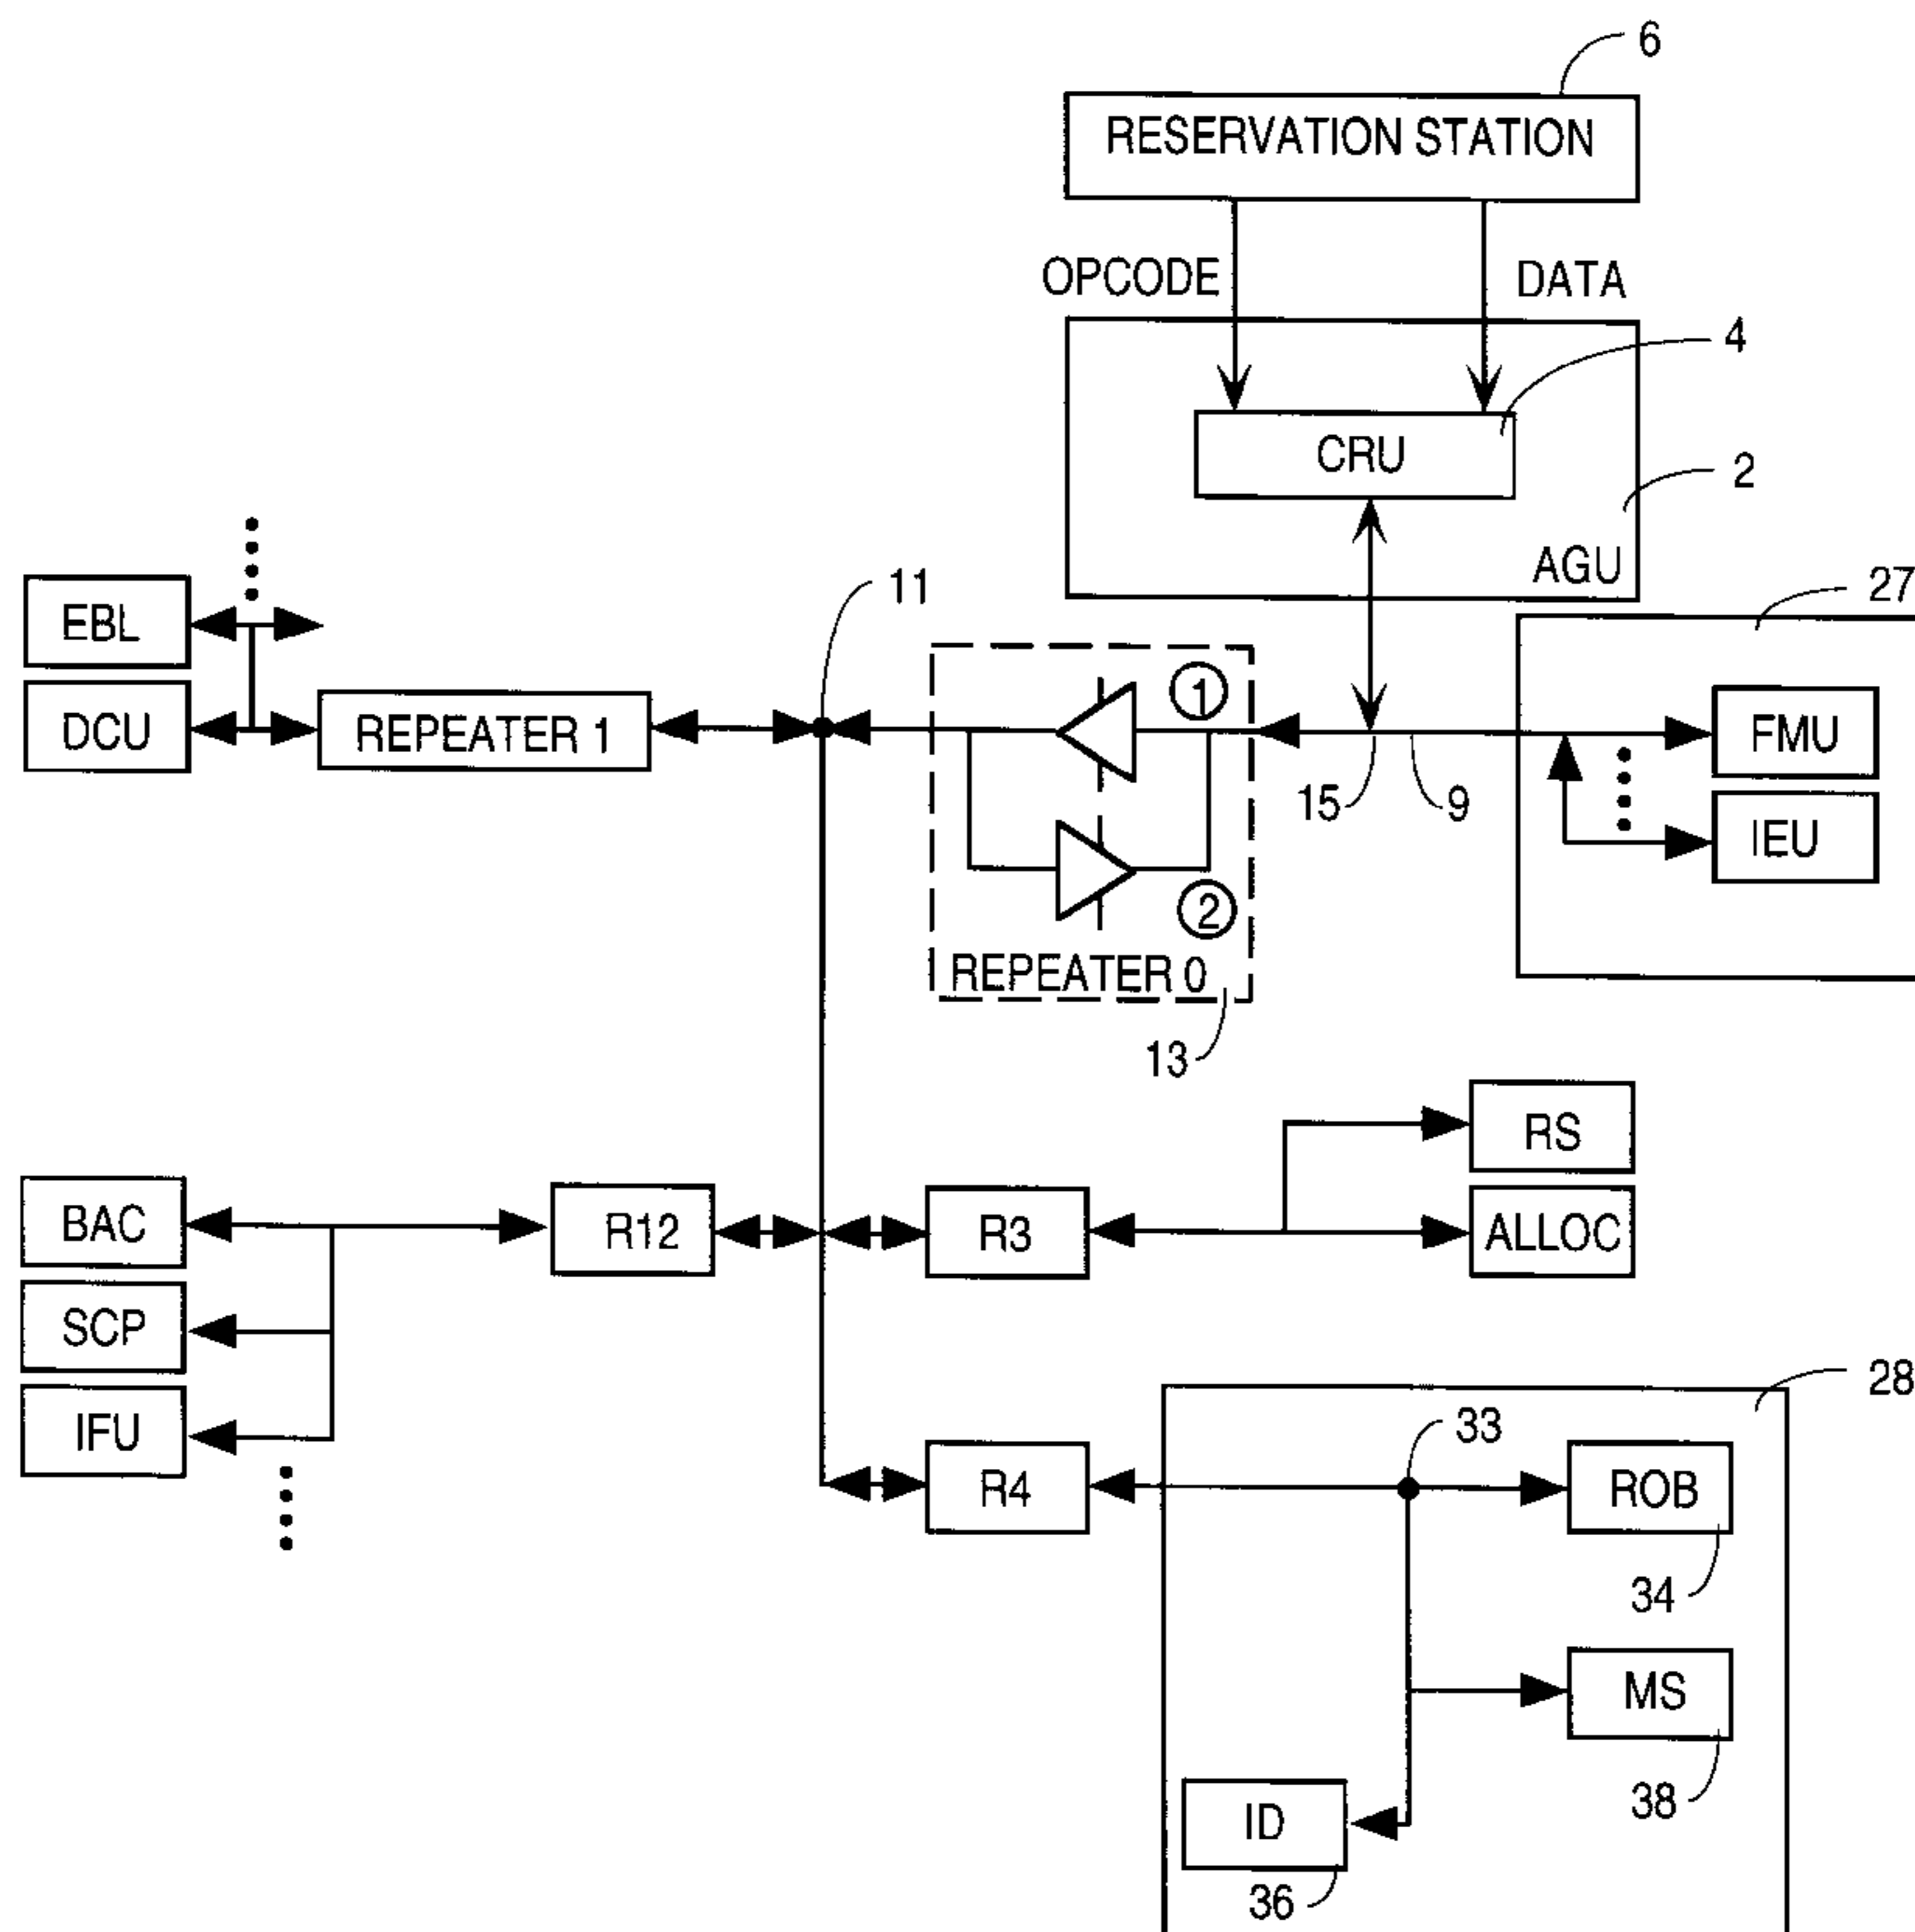 6
RESERVATION STATION
OPCODE
DATA
4
CRU
2
AGU
27
11
EBL
DCU
REPEATER 1
1
15
9
FMU
IEU
2
REPEATER 0
13
RS
BAC
R12
R3
ALLOC
SCP
IFU
28
33
R4
ROB
34
MS
38
ID
36